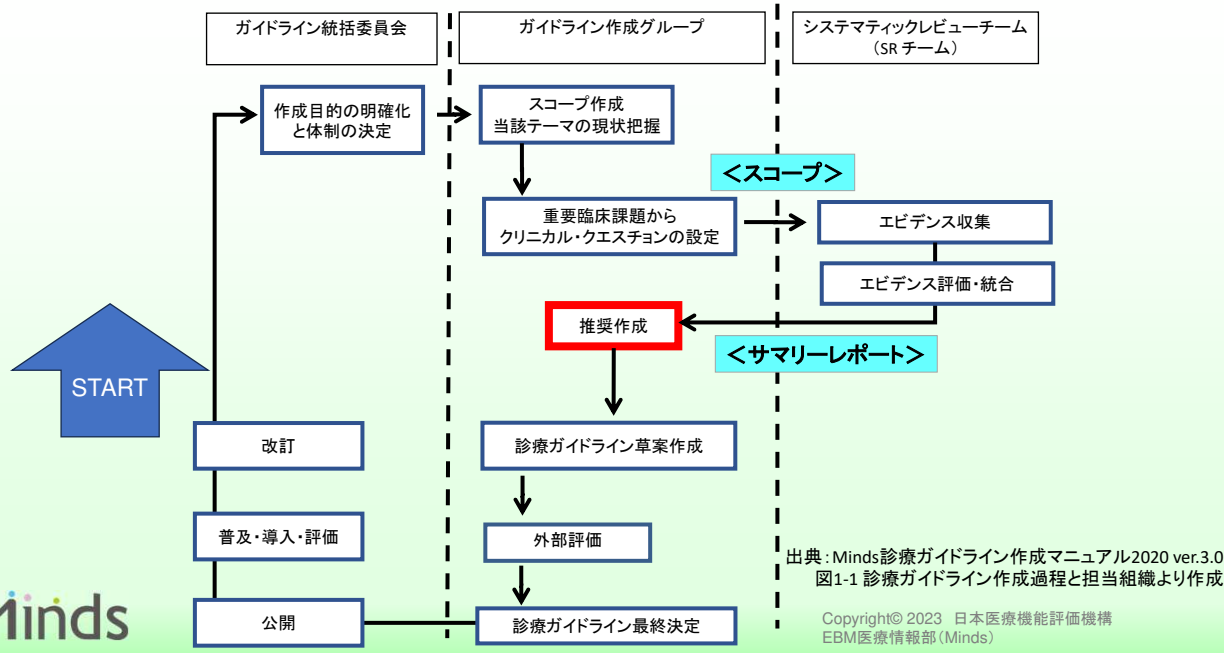 ガイドライン統括委員会
ガイドライン作成グループ
システマティックレビューチーム
（SR チーム）
作成目的の明確化
と体制の決定
スコープ作成
当該テーマの現状把握
＜スコープ＞
重要臨床課題から
クリニカル・クエスチョンの設定
エビデンス収集
エビデンス評価・統合
推奨作成
＜サマリーレポート＞
START
改訂
診療ガイドライン草案作成
普及・導入・評価
外部評価
出典：Minds診療ガイドライン作成マニュアル2020 ver.3.0
図1-1 診療ガイドライン作成過程と担当組織より作成
Minds
公開
診療ガイドライン最終決定
Copyright© 2023 日本医療機能評価機構
EBM医療情報部（Minds）